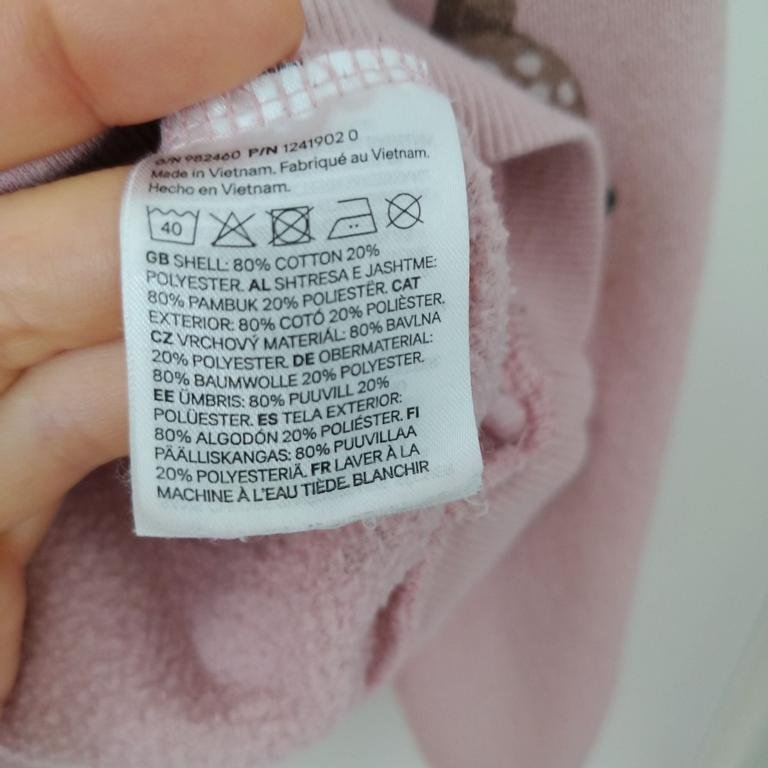 O/N 982460 P/N 1241902 0
Made in Vietnam. Fabriqué au Vietnam.
Hecho en Vietnam.
40
GB SHELL: 80% COTTON 20%
POLYESTER. AL SHTRESA E JASHTME:
80% PAMBUK 20% POLIESTËR. CAT
EXTERIOR: 80% COTÓ 20% POLIÈSTER.
CZ VRCHOVÝ MATERIÁL: 80% BAVLNA
20% POLYESTER. DE OBERMATERIAL:
80% BAUMWOLLE 20% POLYESTER.
EE ÜMBRIS: 80% PUUVILL 20%
POLÜESTER. ES TELA EXTERIOR:
80% ALGODÓN 20% POLIÉSTER. FI
PÄÄLLISKANGAS: 80% PUUVILLAA
20% POLYESTERIÄ. FR LAVER À LA
MACHINE À L'EAU TIÈDE. BLANCHIR